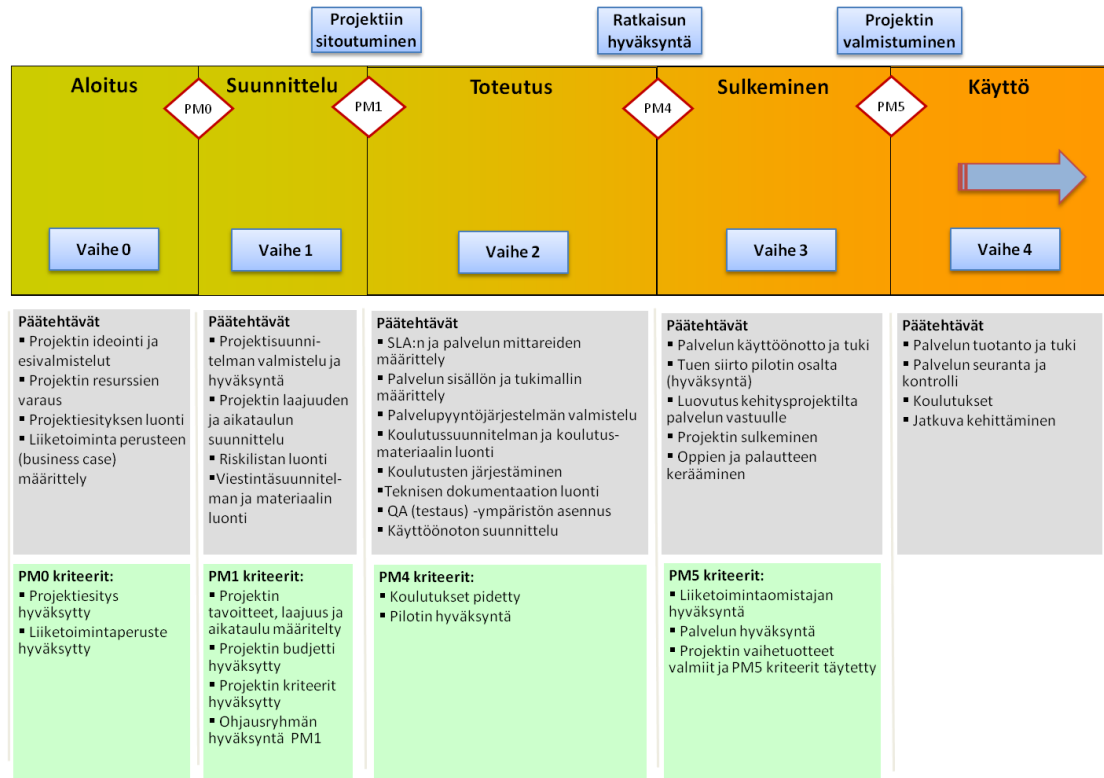 Projektiin
sitoutuminen
Ratkaisun
hyväksyntä
Projektin
valmistuminen
Aloitus
Suunnittelu
Toteutus
Sulkeminen
Käyttö
PM0
PM1
PM4
PM5
Vaihe 0
Vaihe 1
Vaihe 2
Vaihe 3
Vaihe 4
Päätehtävät
▪ Projektin ideointi ja
esivalmistelut
▪ Projektin resurssien
varaus
▪ Projektiesityksen luonti
▪ Liiketoiminta perusteen
(business case)
määrittely
Päätehtävät
▪ Projektisuunni-
telman valmistelu ja
hyväksyntä
▪ Projektin laajuuden
ja aikataulun
suunnittelu
▪ Riskilistan luonti
▪ Viestintäsuunnitel-
man ja materiaalin
luonti
Päätehtävät
▪ SLA:n ja palvelun mittareiden
määrittely
▪ Palvelun sisällön ja tukimallin
määrittely
▪ Palvelupyyntöjärjestelmän valmistelu
▪ Koulutussuunnitelman ja koulutus-
materiaalin luonti
▪ Koulutusten järjestäminen
▪ Teknisen dokumentaation luonti
▪ QA (testaus) -ympäristön asennus
▪ Käyttöönoton suunnittelu
Päätehtävät
▪ Palvelun käyttöönotto ja tuki
▪ Tuen siirto pilotin osalta
(hyväksyntä)
▪ Luovutus kehitysprojektilta
palvelun vastuulle
▪ Projektin sulkeminen
▪ Oppien ja palautteen
kerääminen
Päätehtävät
▪ Palvelun tuotanto ja tuki
▪ Palvelun seuranta ja
kontrolli
▪ Koulutukset
▪ Jatkuva kehittäminen
PM0 kriteerit:
▪ Projektiesitys
hyväksytty
▪ Liiketoimintaperuste
hyväksytty
PM1 kriteerit:
▪ Projektin
tavoitteet, laajuus ja
aikataulu määritelty
▪ Projektin budjetti
hyväksytty
▪ Projektin kriteerit
hyväksytty
▪ Ohjausryhmän
hyväksyntä PM1
PM4 kriteerit:
▪ Koulutukset pidetty
▪ Pilotin hyväksyntä
PM5 kriteerit:
▪ Liiketoimintaomistajan
hyväksyntä
▪ Palvelun hyväksyntä
▪ Projektin vaihetuotteet
valmiit ja PM5 kriteerit täytetty